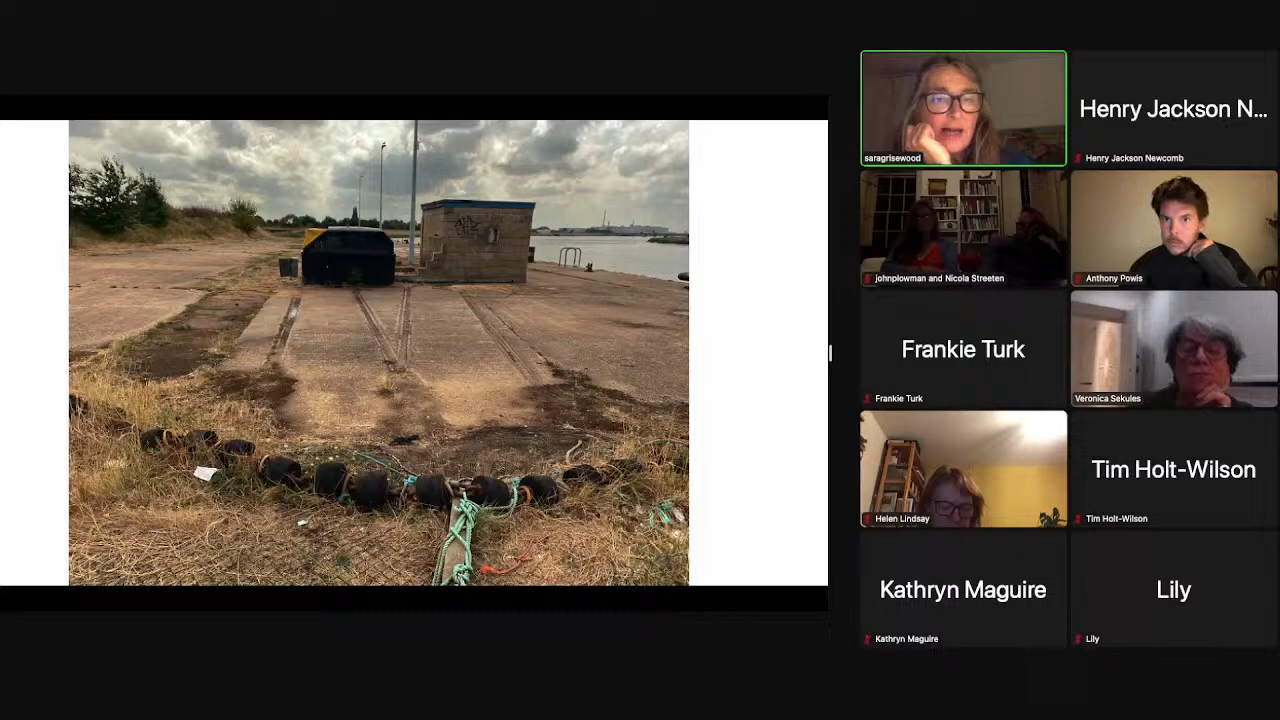 saragrisewood
Henry Jackson N...
Henry Jackson Newcomb
johnplowman and Nicola Streeten
Anthony Powis
Frankie Turk
Frankie Turk
Veronica Sekules
Helen Lindsay
Tim Holt-Wilson
Tim Holt-Wilson
Kathryn Maguire
Lily
Kathryn Maguire
Lily